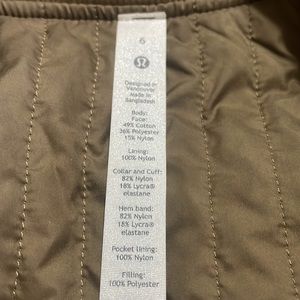 6
Designed in
Vancouver
Made in
Bangladesh
Body:
Face:
49% Cotton
36% Polyester
15% Nylon
Lining:
100% Nylon
Collar and Cuff:
82% Nylon
18% Lycra®
elastane
Hem band:
82% Nylon
18% Lycra®
elastane
Pocket lining:
100% Nylon
Filling:
100% Polyester